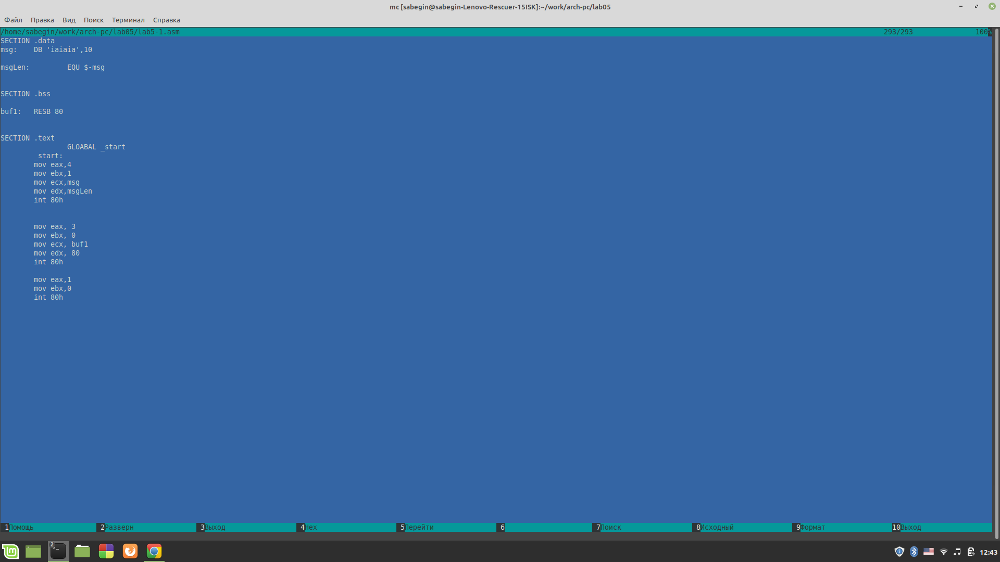 mc [sabegin@sabegin-Lenovo-Rescuer-15ISK]:~/work/arch-pc/lab05
Файл Правка Вид Поиск Терминал Справка
/home/sabegin/work/arch-pc/lab05/lab5-1.asm 293/293 100%
SECTION .data
msg: DB 'iaiaia',10
msgLen: EQU $-msg
SECTION .bss
buf1: RESB 80
SECTION .text
GLOABAL _start
_start:
mov eax,4
mov ebx,1
mov ecx,msg
mov edx,msgLen
int 80h
mov eax, 3
mov ebx, 0
mov ecx, buf1
mov edx, 80
int 80h
mov eax,1
mov ebx,0
int 80h
1Помощь 2Разверн 3Выход 4Hex 5Перейти 6 7Поиск 8Исходный 9Формат 10Выход
2 12:43